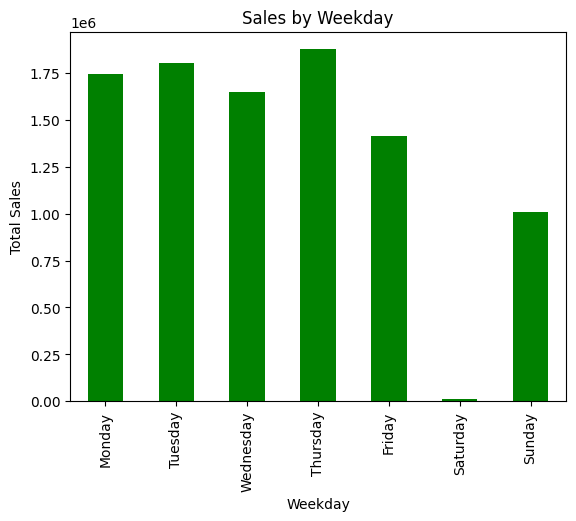 Sales by Weekday
1e6
Total Sales
1.75
1.50
1.25
1.00
0.75
0.50
0.25
0.00
Monday
Tuesday
Wednesday
Thursday
Friday
Saturday
Sunday
Weekday